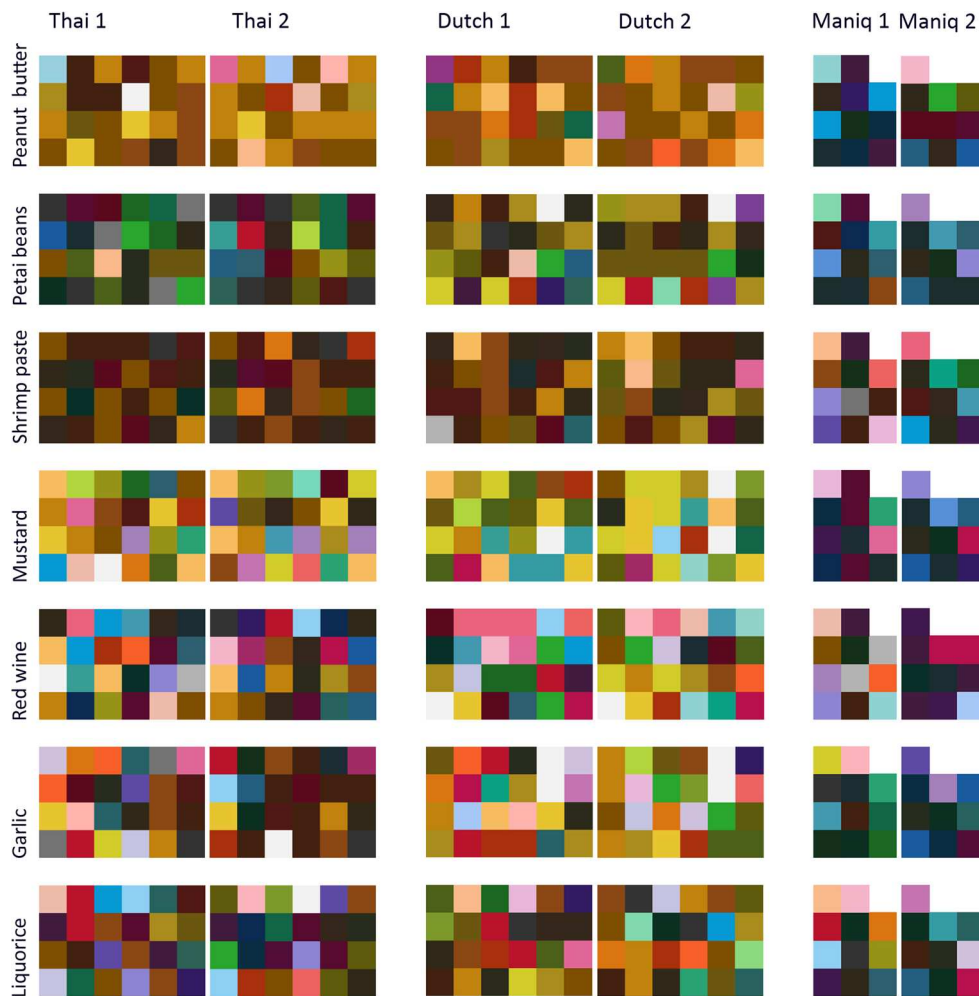 Thai 1 Thai 2 Dutch 1 Dutch 2 Maniq 1 Maniq 2
Peanut butter
Petai beans
Shrimp paste
Mustard
Red wine
Garlic
Liquorice